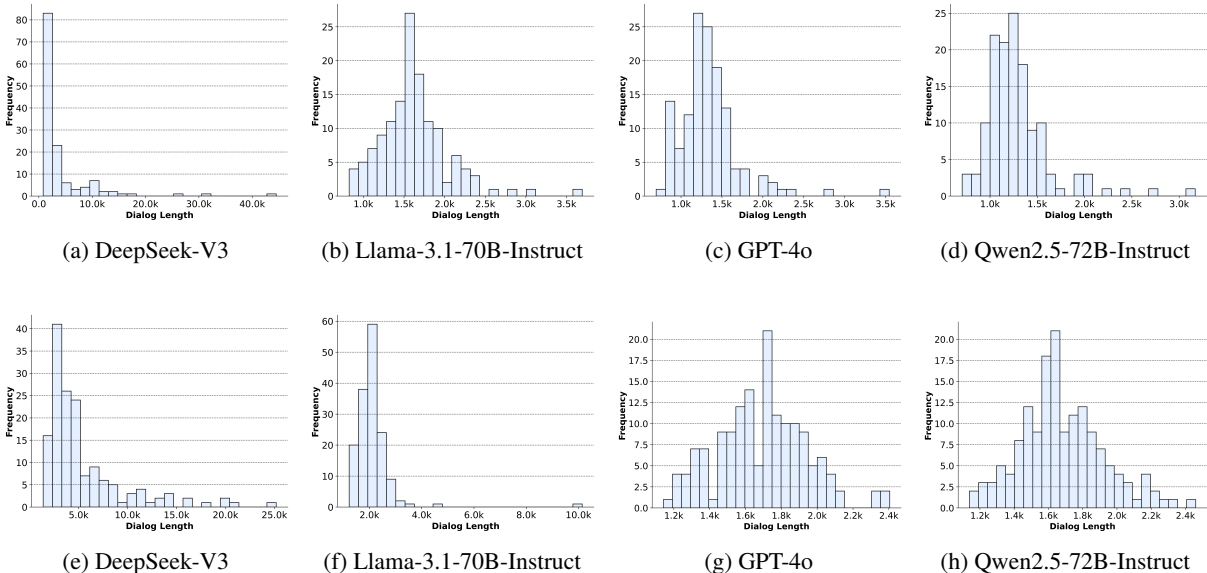 Frequency
80
70
60
50
40
30
20
10
0
0.0
10.0k
20.0k
30.0k
40.0k
Dialog Length
(a) DeepSeek-V3
Frequency
25
20
15
10
5
0
1.0k
1.5k
2.0k
2.5k
3.0k
3.5k
Dialog Length
(b) Llama-3.1-70B-Instruct
Frequency
25
20
15
10
5
0
1.0k
1.5k
2.0k
2.5k
3.0k
3.5k
Dialog Length
(c) GPT-4o
Frequency
25
20
15
10
5
0
1.0k
1.5k
2.0k
2.5k
3.0k
Dialog Length
(d) Qwen2.5-72B-Instruct
Frequency
40
35
30
25
20
15
10
5
0
5.0k
10.0k
15.0k
20.0k
25.0k
Dialog Length
(e) DeepSeek-V3
Frequency
60
50
40
30
20
10
0
2.0k
4.0k
6.0k
8.0k
10.0k
Dialog Length
(f) Llama-3.1-70B-Instruct
Frequency
20.0
17.5
15.0
12.5
10.0
7.5
5.0
2.5
0.0
1.2k
1.4k
1.6k
1.8k
2.0k
2.2k
2.4k
Dialog Length
(g) GPT-4o
Frequency
20.0
17.5
15.0
12.5
10.0
7.5
5.0
2.5
0.0
1.2k
1.4k
1.6k
1.8k
2.0k
2.2k
2.4k
Dialog Length
(h) Qwen2.5-72B-Instruct